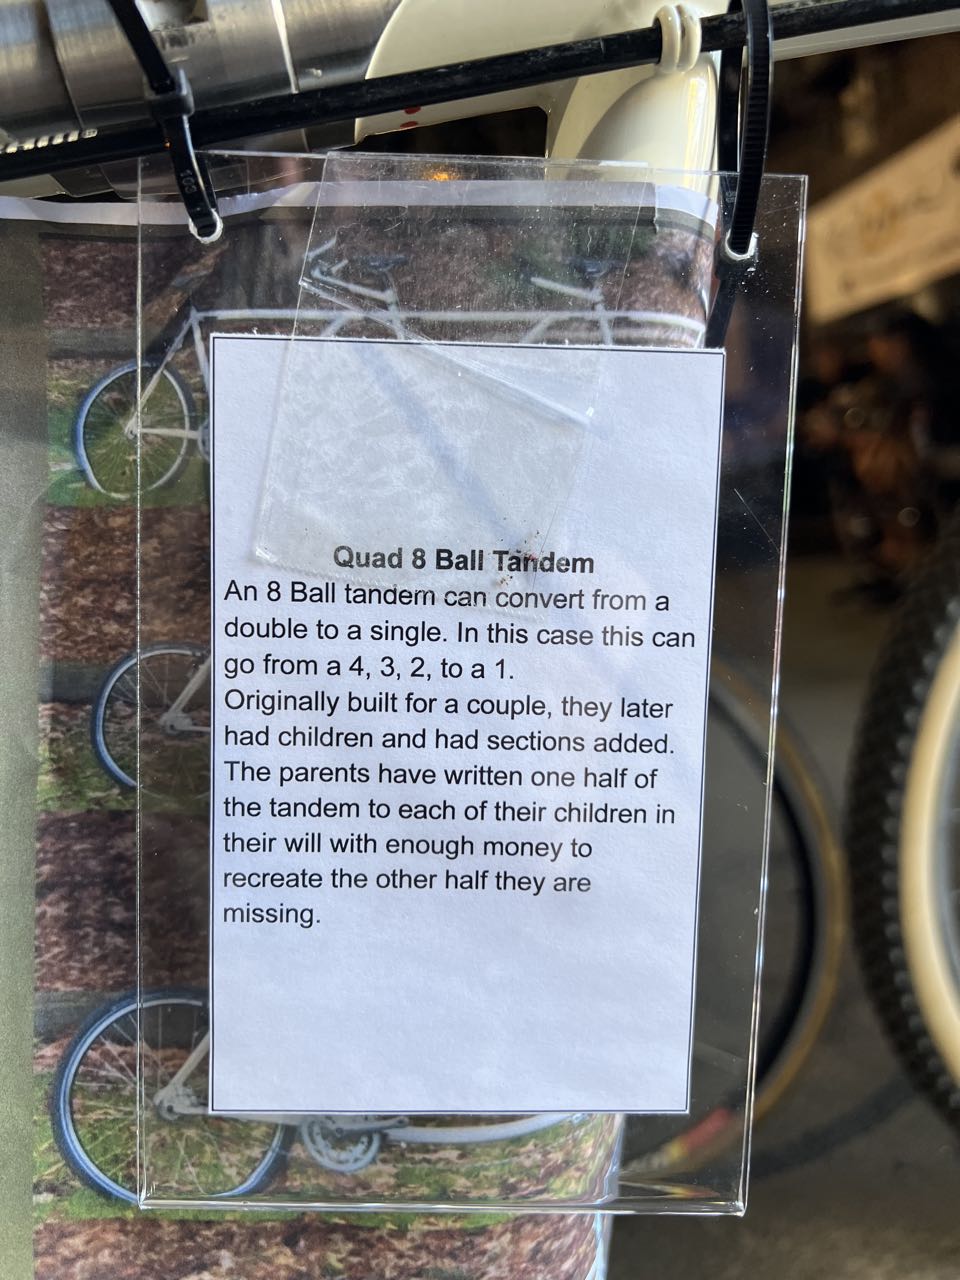 Quad 8 Ball Tandem
An 8 Ball tandem can convert from a
double to a single. In this case this can
go from a 4, 3, 2, to a 1.
Originally built for a couple, they later
had children and had sections added.
The parents have written one half of
the tandem to each of their children in
their will with enough money to
recreate the other half they are
missing.